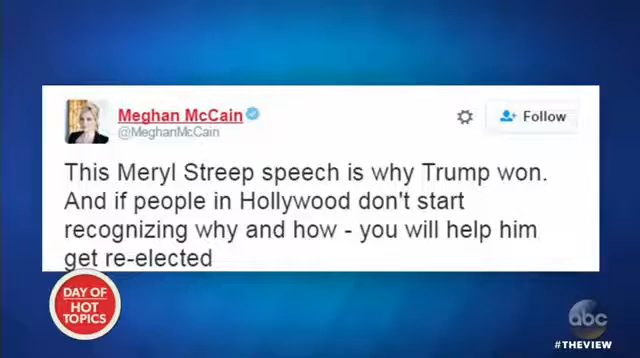 Meghan McCain
@MeghanMcCain
Follow
This Meryl Streep speech is why Trump won.
And if people in Hollywood don't start
recognizing why and how - you will help him
get re-elected
DAY OF
HOT
TOPICS
abc
#THEVIEW